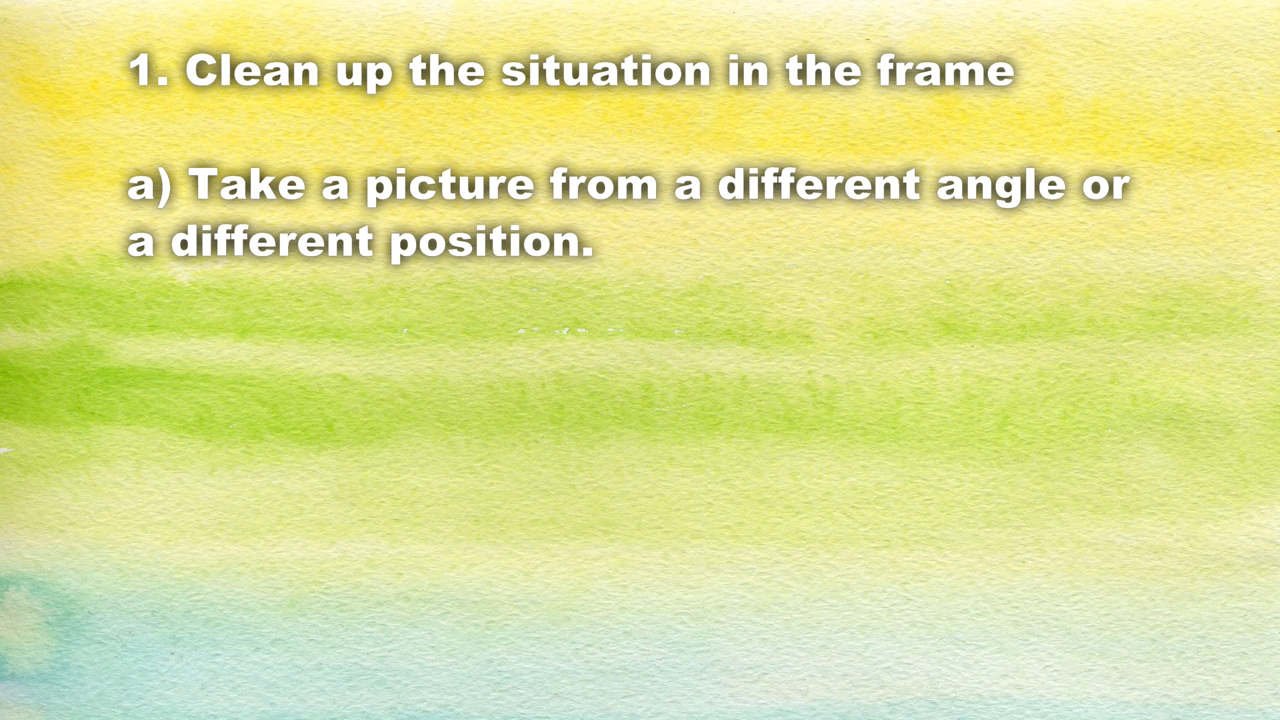 1. Clean up the situation in the frame
a) Take a picture from a different angle or
a different position.